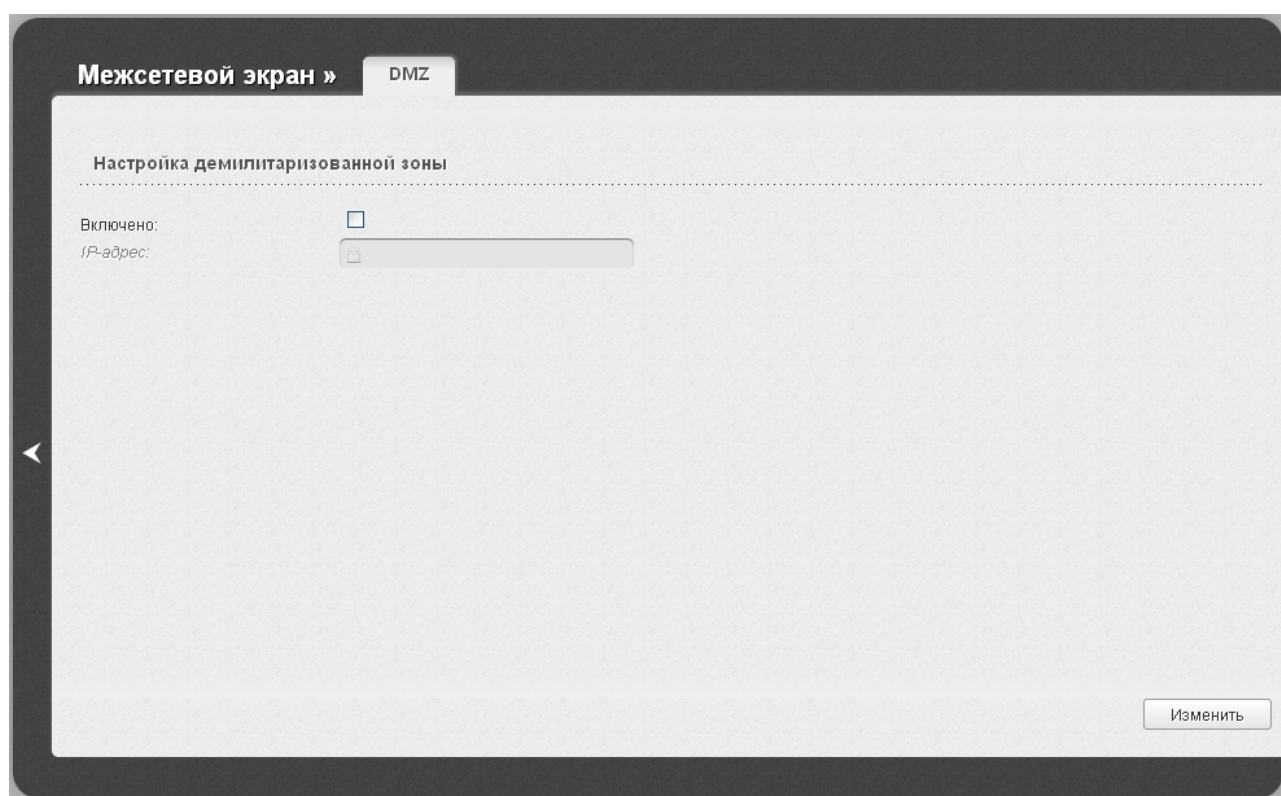 Межсетевой экран »
DMZ
Настройка демилитаризованной зоны
Включено:
IP-адрес:
Изменить